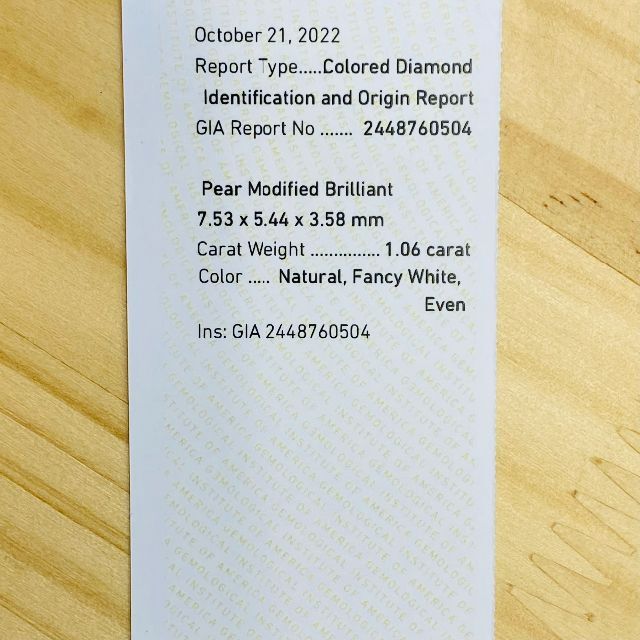 October 21, 2022
Report Type.....Colored Diamond
Identification and Origin Report
GIA Report No ....... 2448760504
Pear Modified Brilliant
7.53 x 5.44 x 3.58 mm
Carat Weight ............... 1.06 carat
Color ..... Natural, Fancy White,
Even
Ins: GIA 2448760504